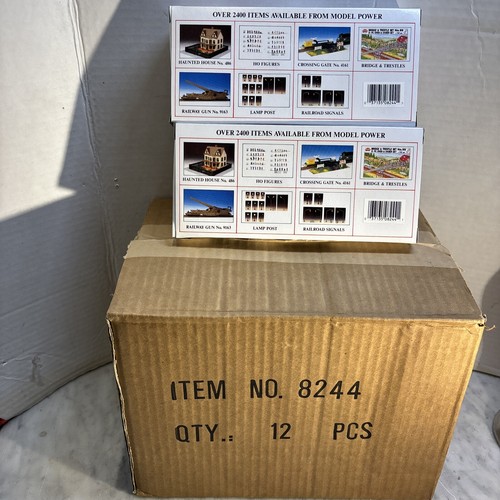 OVER 2400 ITEMS AVAILABLE FROM MODEL POWER
HAUNTED HOUSE No. 486
HO FIGURES
CROSSING GATE No. 4161
BRIDGE & TRESTLES
RAILWAY GUN No. 9163
LAMP POST
RAILROAD SIGNALS
OVER 2400 ITEMS AVAILABLE FROM MODEL POWER
HAUNTED HOUSE No. 486
HO FIGURES
CROSSING GATE No. 4161
BRIDGE & TRESTLES
RAILWAY GUN No. 9163
LAMP POST
RAILROAD SIGNALS
ITEM NO. 8244
QTY.: 12 PCS